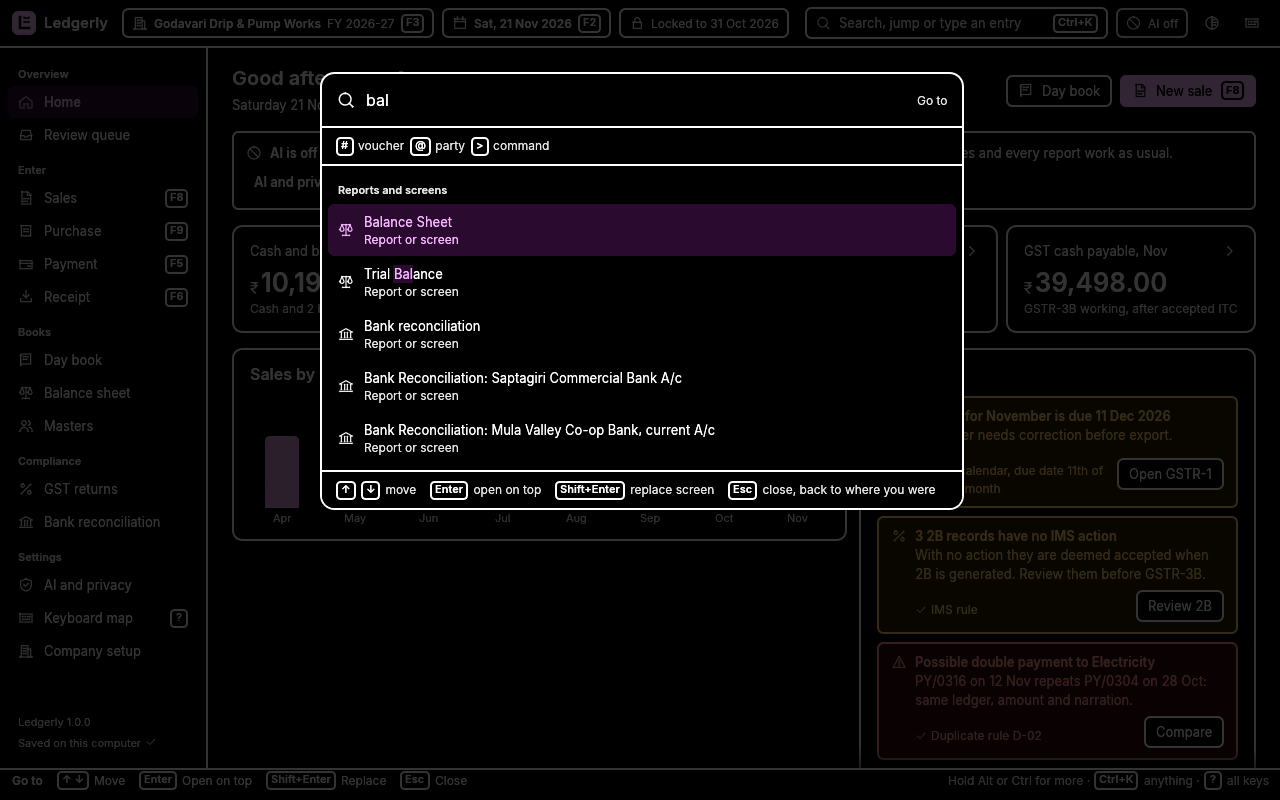 Ledgerly
Godavari Drip & Pump Works FY 2026-27 F3
Sat, 21 Nov 2026 F2
Locked to 31 Oct 2026
Search, jump or type an entry Ctrl+K
AI off
Overview
Home
Review queue
Enter
Sales F8
Purchase F9
Payment F5
Receipt F6
Books
Day book
Balance sheet
Masters
Compliance
GST returns
Bank reconciliation
Settings
AI and privacy
Keyboard map ?
Company setup
Ledgerly 1.0.0
Saved on this computer
Good
Saturday 21
Day book
New sale F8
AI is off
es and every report work as usual.
Cash and
₹10,19
Cash and 2
GST cash payable, Nov
₹39,498.00
GSTR-3B working, after accepted ITC
Sales by
Apr May Jun Jul Aug Sep Oct Nov
bal
Go to
# voucher @ party > command
Reports and screens
Balance Sheet
Report or screen
Trial Balance
Report or screen
Bank reconciliation
Report or screen
Bank Reconciliation: Saptagiri Commercial Bank A/c
Report or screen
Bank Reconciliation: Mula Valley Co-op Bank, current A/c
Report or screen
↑ ↓ move Enter open on top Shift+Enter replace screen Esc close, back to where you were
for November is due 11 Dec 2026
er needs correction before export.
alendar, due date 11th of
month
Open GSTR-1
3 2B records have no IMS action
With no action they are deemed accepted when
2B is generated. Review them before GSTR-3B.
IMS rule
Review 2B
Possible double payment to Electricity
PY/0316 on 12 Nov repeats PY/0304 on 28 Oct:
same ledger, amount and narration.
Duplicate rule D-02
Compare
Go to ↑↓ Move Enter Open on top Shift+Enter Replace Esc Close
Hold Alt or Ctrl for more · Ctrl+K anything · ? all keys